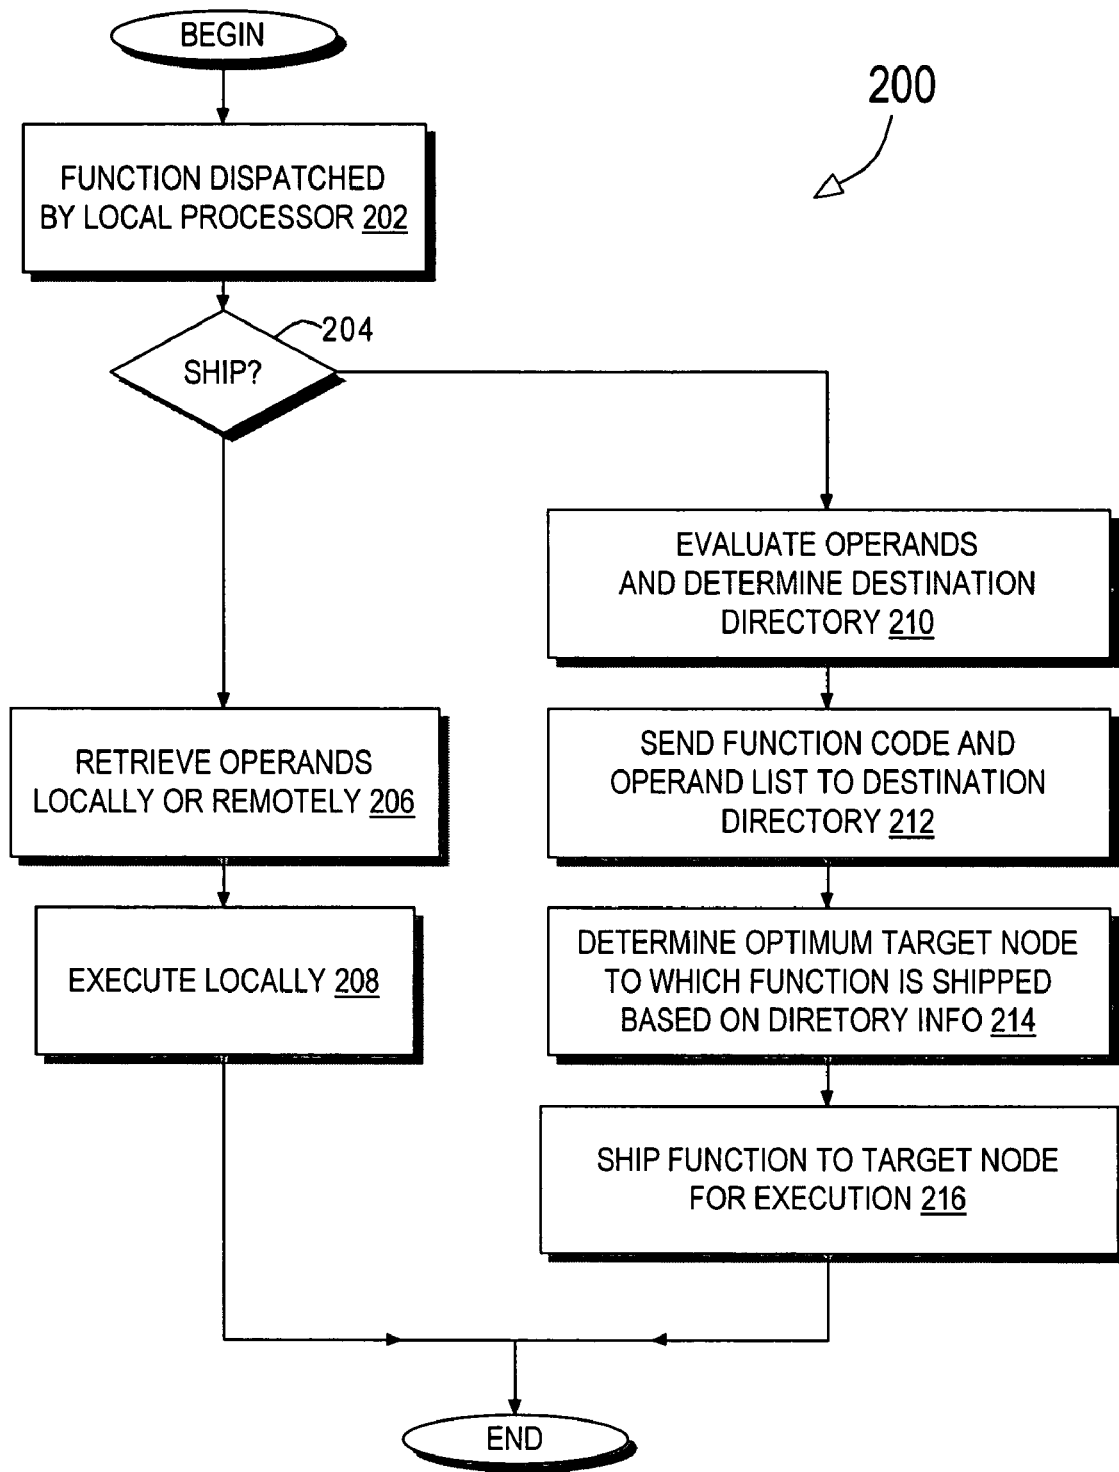 BEGIN
200
FUNCTION DISPATCHED
BY LOCAL PROCESSOR 202
204
SHIP?
EVALUATE OPERANDS
AND DETERMINE DESTINATION
DIRECTORY 210
SEND FUNCTION CODE AND
OPERAND LIST TO DESTINATION
DIRECTORY 212
RETRIEVE OPERANDS
LOCALLY OR REMOTELY 206
EXECUTE LOCALLY 208
DETERMINE OPTIMUM TARGET NODE
TO WHICH FUNCTION IS SHIPPED
BASED ON DIRETORY INFO 214
SHIP FUNCTION TO TARGET NODE
FOR EXECUTION 216
END